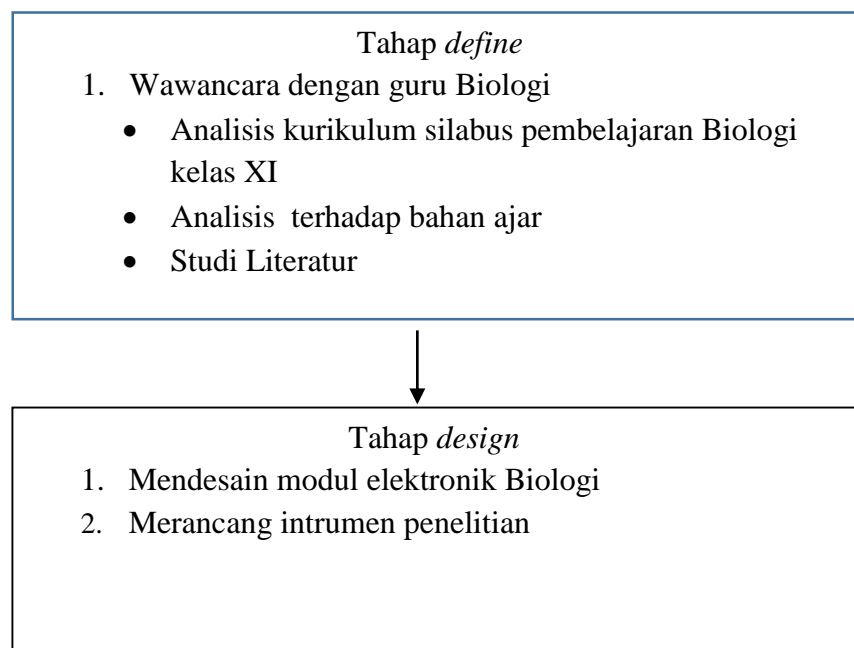 Tahap define
1. Wawancara dengan guru Biologi
• Analisis kurikulum silabus pembelajaran Biologi
kelas XI
• Analisis terhadap bahan ajar
• Studi Literatur
Tahap design
1. Mendesain modul elektronik Biologi
2. Merancang intrumen penelitian